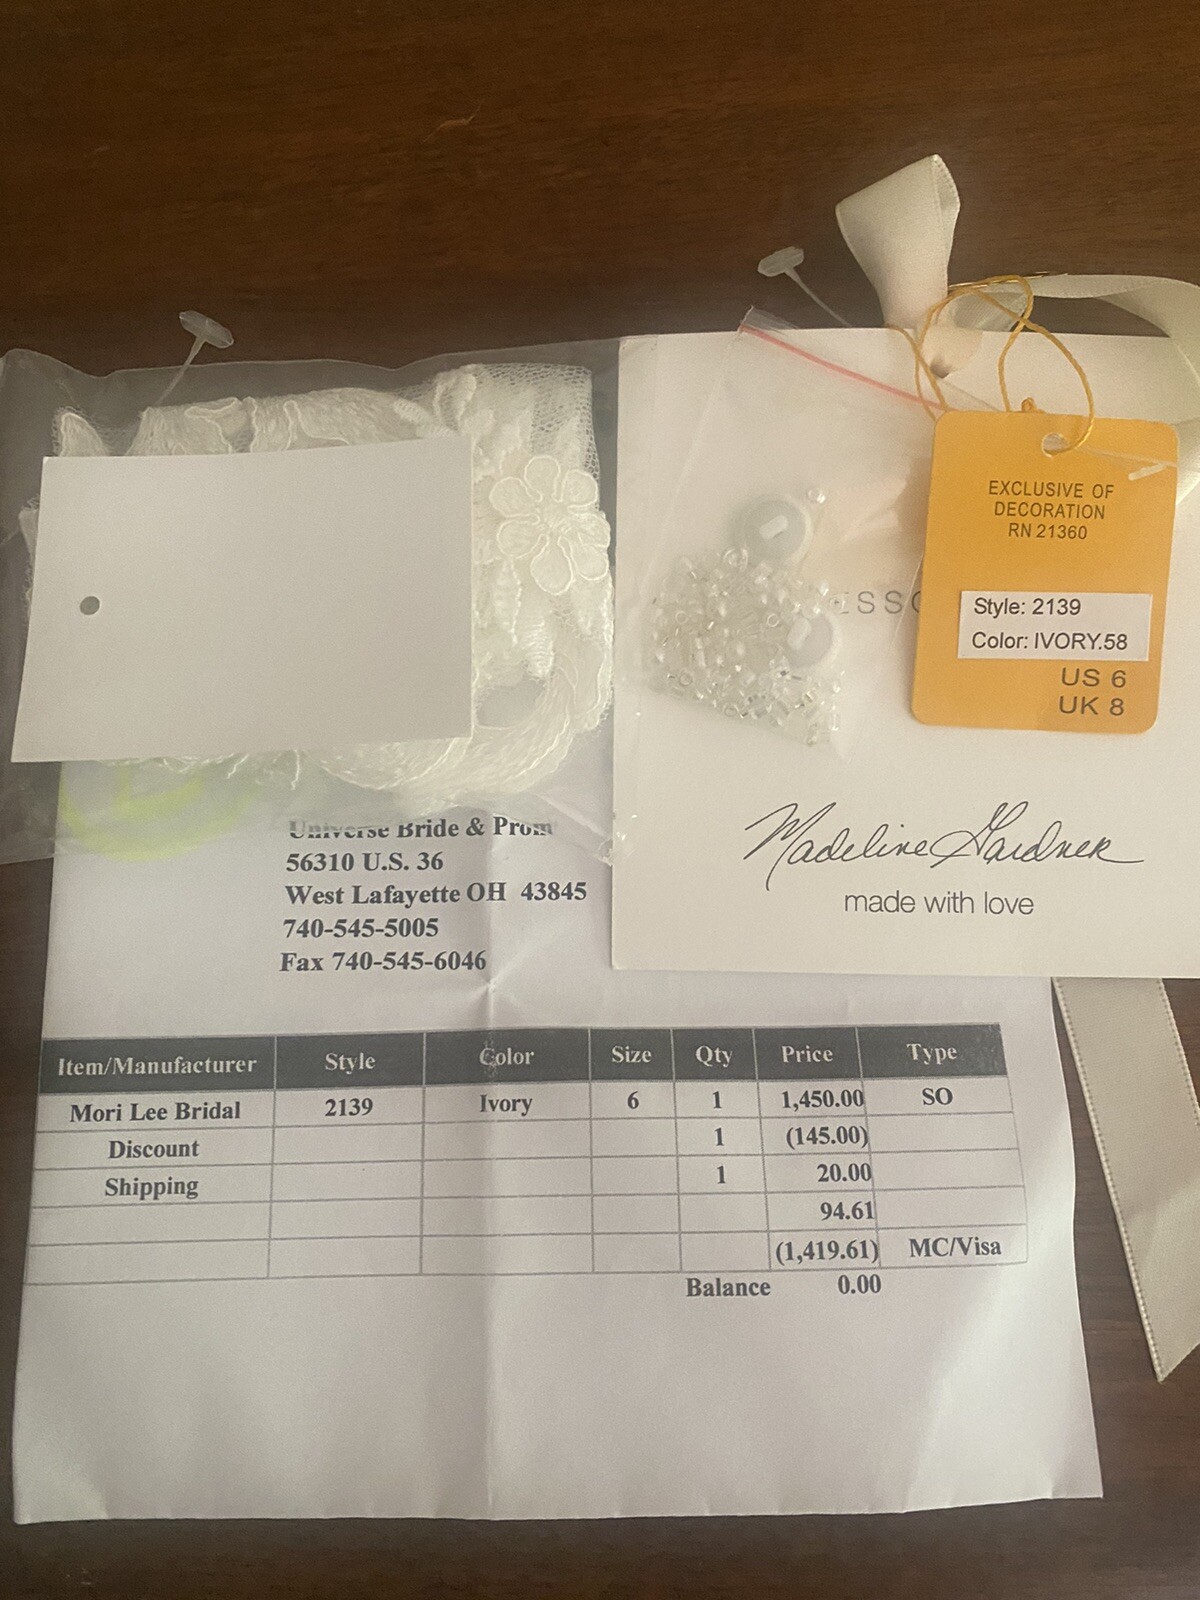 EXCLUSIVE OF
DECORATION
RN 21360
Style: 2139
Color: IVORY.58
US 6
UK 8
Madeline Gardner
made with love
Universe Bride & Prom
56310 U.S. 36
West Lafayette OH 43845
740-545-5005
Fax 740-545-6046
Item/Manufacturer Style Color Size Qty Price Type
Mori Lee Bridal 2139 Ivory 6 1 1,450.00 SO
Discount 1 (145.00)
Shipping 1 20.00
94.61
(1,419.61) MC/Visa
Balance 0.00